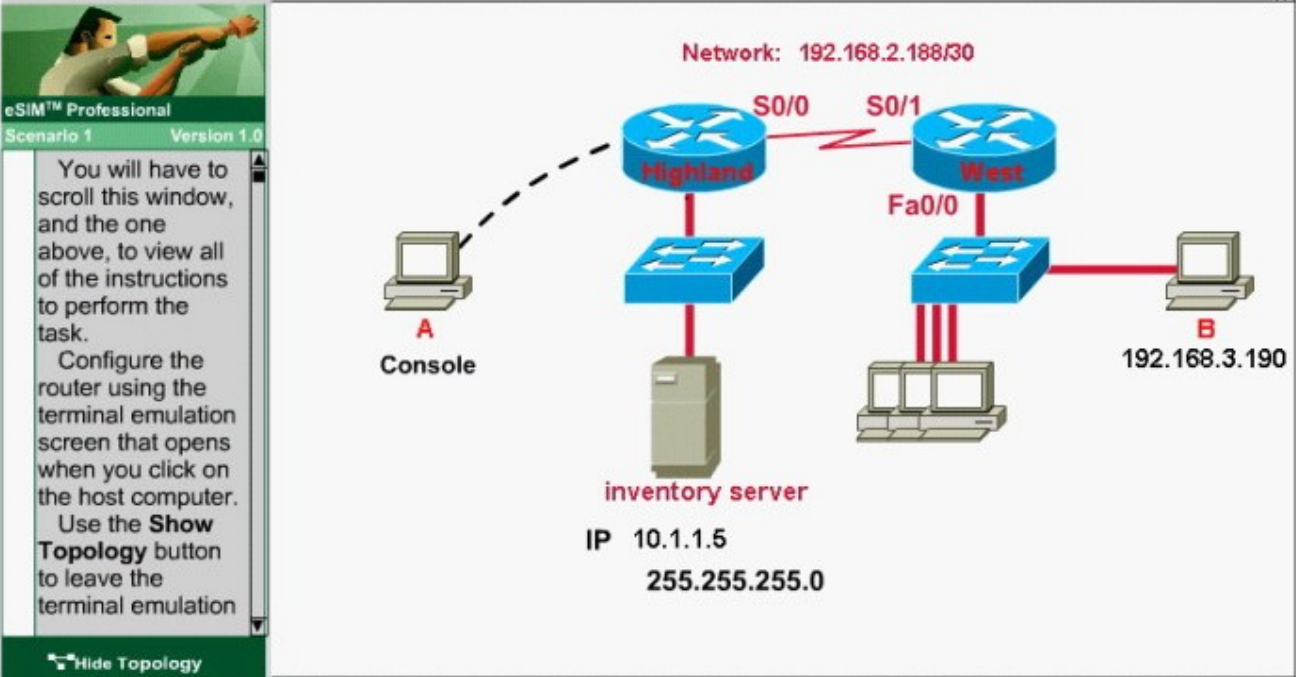 eSIM™ Professional
Scenario 1 Version 1.0
You will have to
scroll this window,
and the one
above, to view all
of the instructions
to perform the
task.
Configure the
router using the
terminal emulation
screen that opens
when you click on
the host computer.
Use the Show
Topology button
to leave the
terminal emulation
Hide Topology
Network: 192.168.2.188/30
S0/0 S0/1
Highland West
Fa0/0
A
Console
B
192.168.3.190
inventory server
IP 10.1.1.5
255.255.255.0